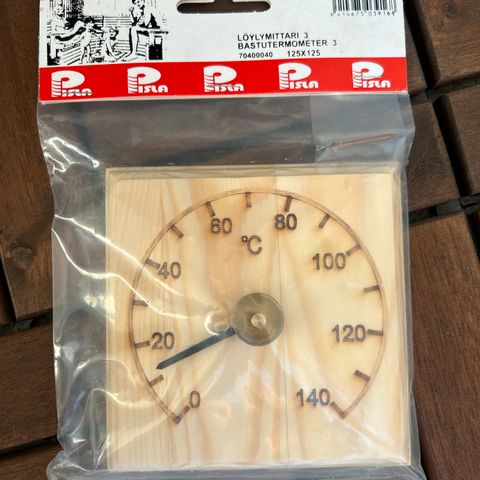 6414675039168
LÖYLYMITTARI 3
BASTUTERMOMETER 3
70400040 125X125
PISLA PISLA PISLA PISLA PISLA
60 80
°C
40 100
20 120
0 140